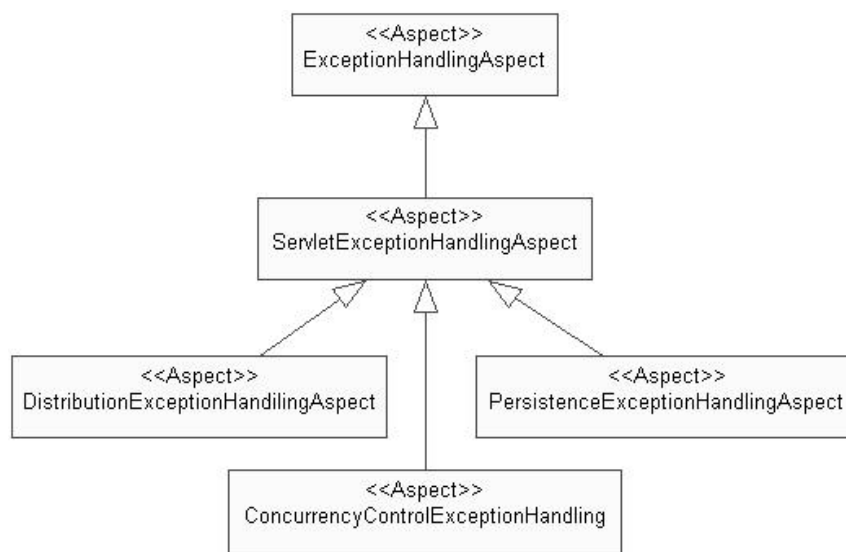 <<Aspect>>
ExceptionHandlingAspect
<<Aspect>>
ServletExceptionHandlingAspect
<<Aspect>>
DistributionExceptionHandilingAspect
<<Aspect>>
PersistenceExceptionHandlingAspect
<<Aspect>>
ConcurrencyControlExceptionHandling